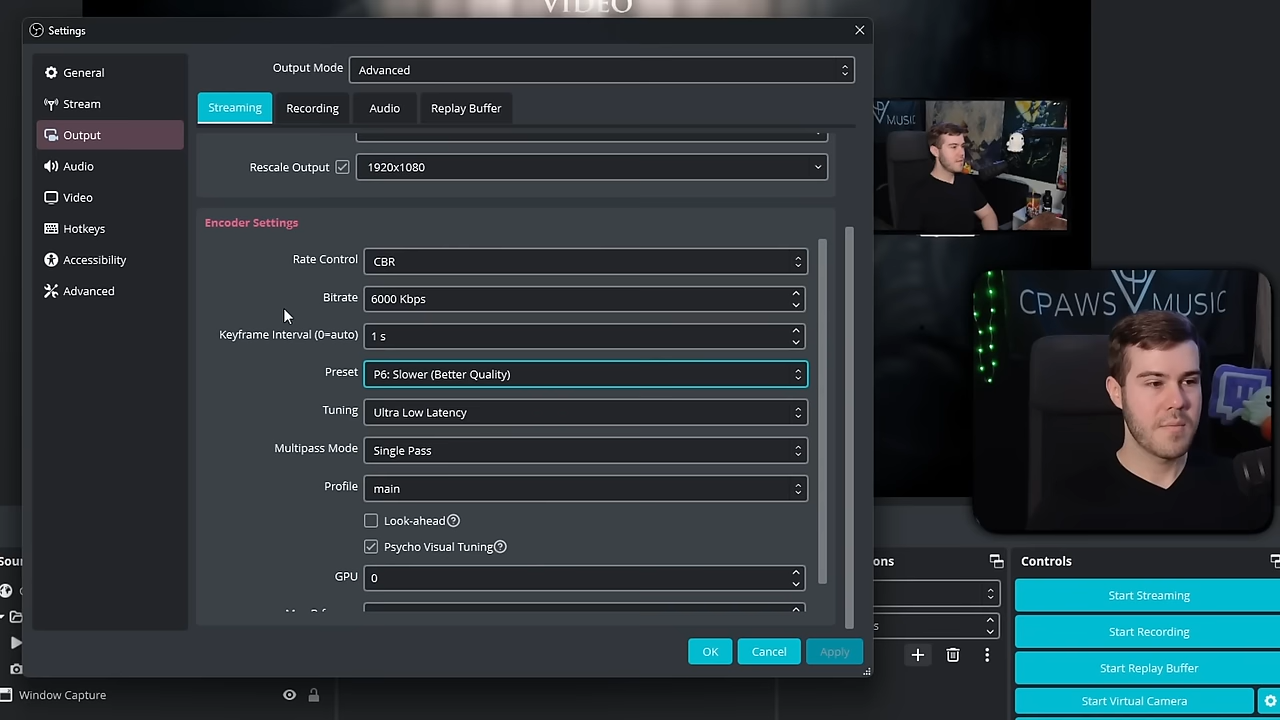 VIDEO
Settings
General
Stream
Output
Audio
Video
Hotkeys
Accessibility
Advanced
Output Mode
Advanced
Streaming
Recording
Audio
Replay Buffer
Rescale Output
1920x1080
Encoder Settings
Rate Control
CBR
Bitrate
6000 Kbps
Keyframe Interval (0=auto)
1 s
Preset
P6: Slower (Better Quality)
Tuning
Ultra Low Latency
Multipass Mode
Single Pass
Profile
main
Look-ahead
Psycho Visual Tuning
GPU
0
OK
Cancel
Apply
MUSIC
CPAWS MUSIC
Sou
ons
s
Controls
Start Streaming
Start Recording
Start Replay Buffer
Start Virtual Camera
Window Capture